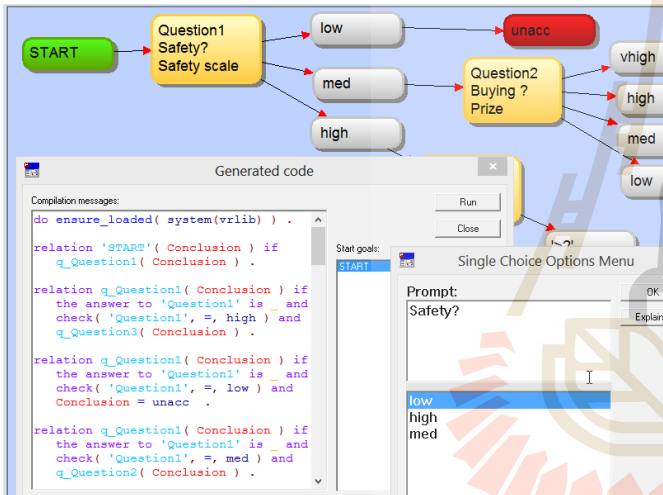 START
Question1
Safety?
Safety scale
low
unacc
med
Question2
Buying ?
Prize
vhigh
high
med
low
high
'>2'
Generated code
×
Compilation messages:
do ensure_loaded( system(vrlib) ) .
relation 'START'( Conclusion ) if
q_Question1( Conclusion ) .
relation q_Question1( Conclusion ) if
the answer to 'Question1' is _ and
check( 'Question1', =, high ) and
q_Question3( Conclusion ) .
relation q_Question1( Conclusion ) if
the answer to 'Question1' is _ and
check( 'Question1', =, low ) and
Conclusion = unacc .
relation q_Question1( Conclusion ) if
the answer to 'Question1' is _ and
check( 'Question1', =, med ) and
q_Question2( Conclusion ) .
Run
Close
Start goals:
START
Single Choice Options Menu
Prompt:
Safety?
OK
Explain
low
high
med